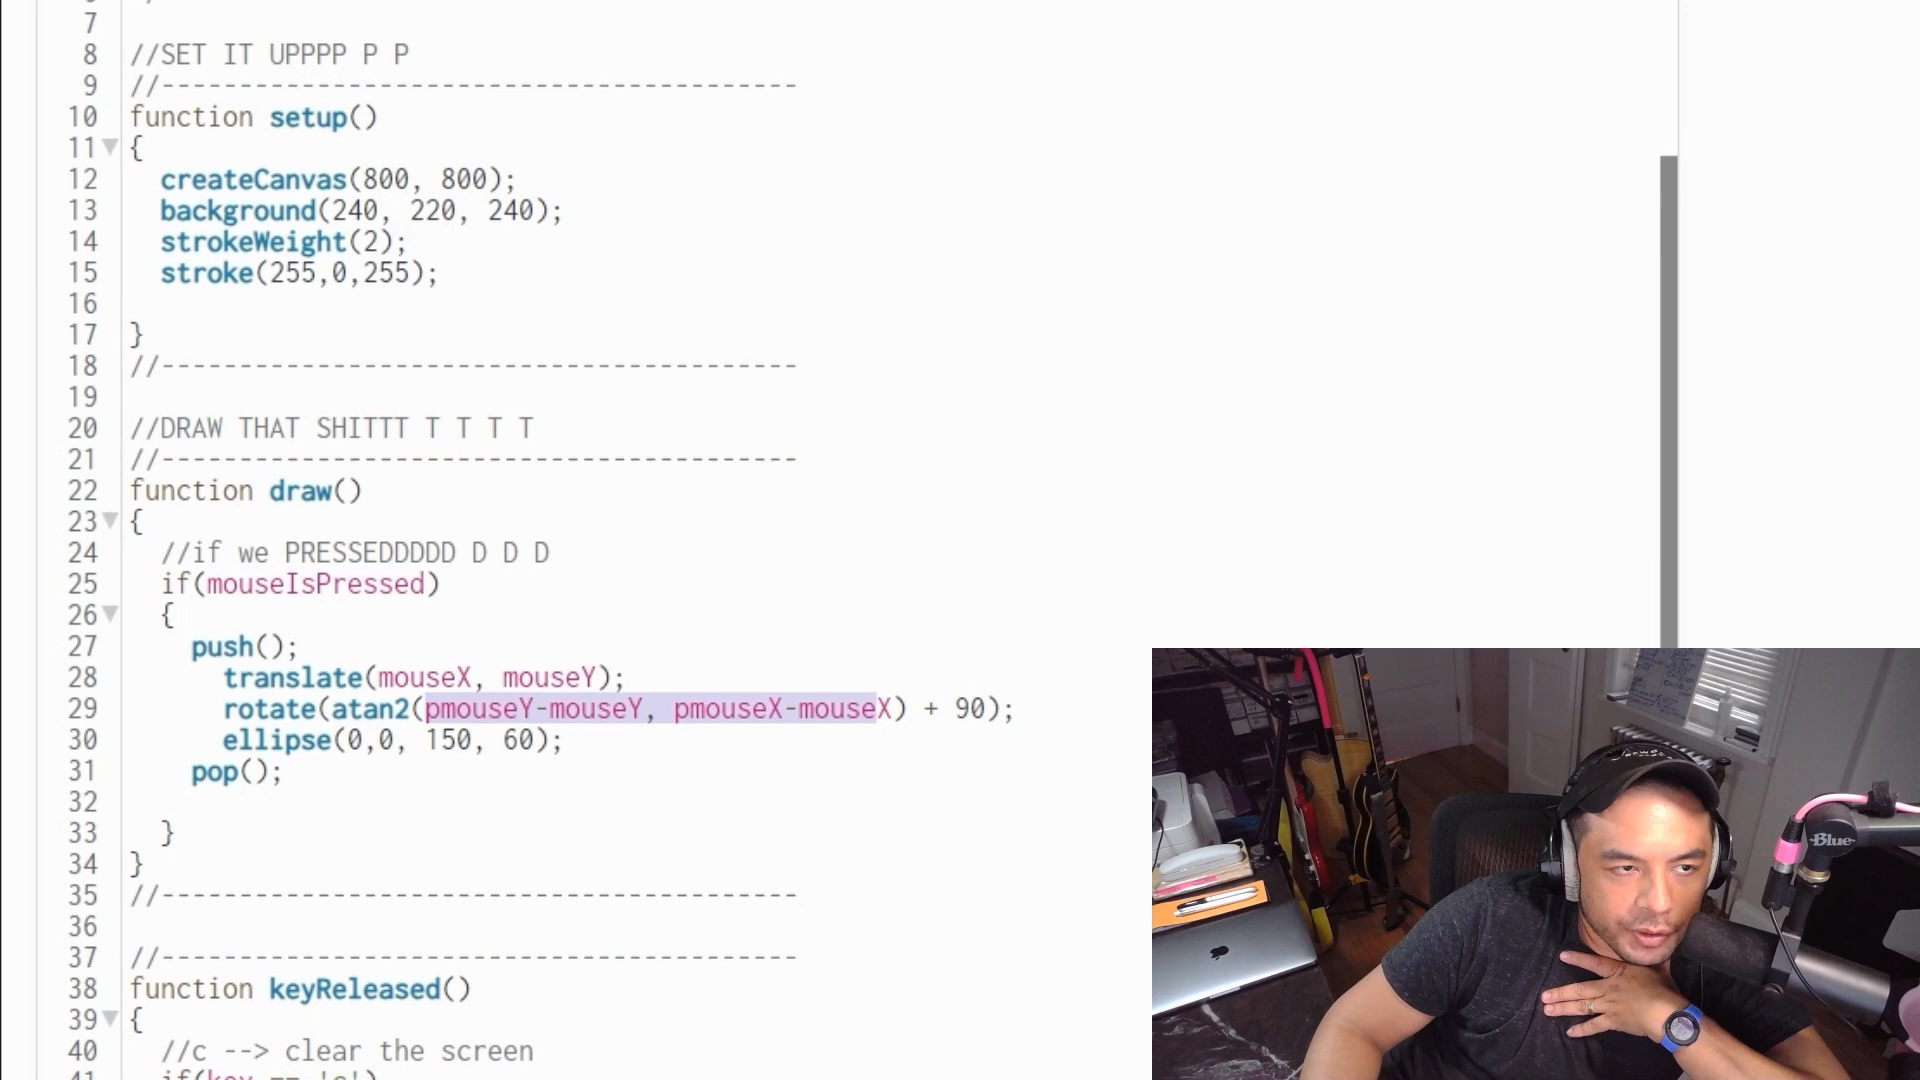 7
8 //SET IT UPPPP P P
9 //-----------------------------------------
10 function setup()
11 {
12 createCanvas(800, 800);
13 background(240, 220, 240);
14 strokeWeight(2);
15 stroke(255,0,255);
16
17 }
18 //-----------------------------------------
19
20 //DRAW THAT SHITTT T T T T
21 //-----------------------------------------
22 function draw()
23 {
24 //if we PRESSEDDDDD D D D
25 if(mouseIsPressed)
26 {
27 push();
28 translate(mouseX, mouseY);
29 rotate(atan2(pmouseY-mouseY, pmouseX-mouseX) + 90);
30 ellipse(0,0, 150, 60);
31 pop();
32
33 }
34 }
35 //-----------------------------------------
36
37 //-----------------------------------------
38 function keyReleased()
39 {
40 //c --> clear the screen
41 if(key == 'c')
Blue